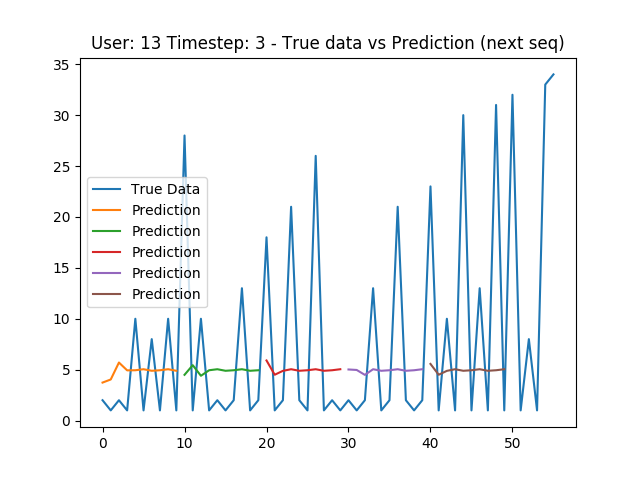 User: 13 Timestep: 3 - True data vs Prediction (next seq)
35
30
25
20
15
10
5
0
True Data
Prediction
Prediction
Prediction
Prediction
Prediction
0 10 20 30 40 50